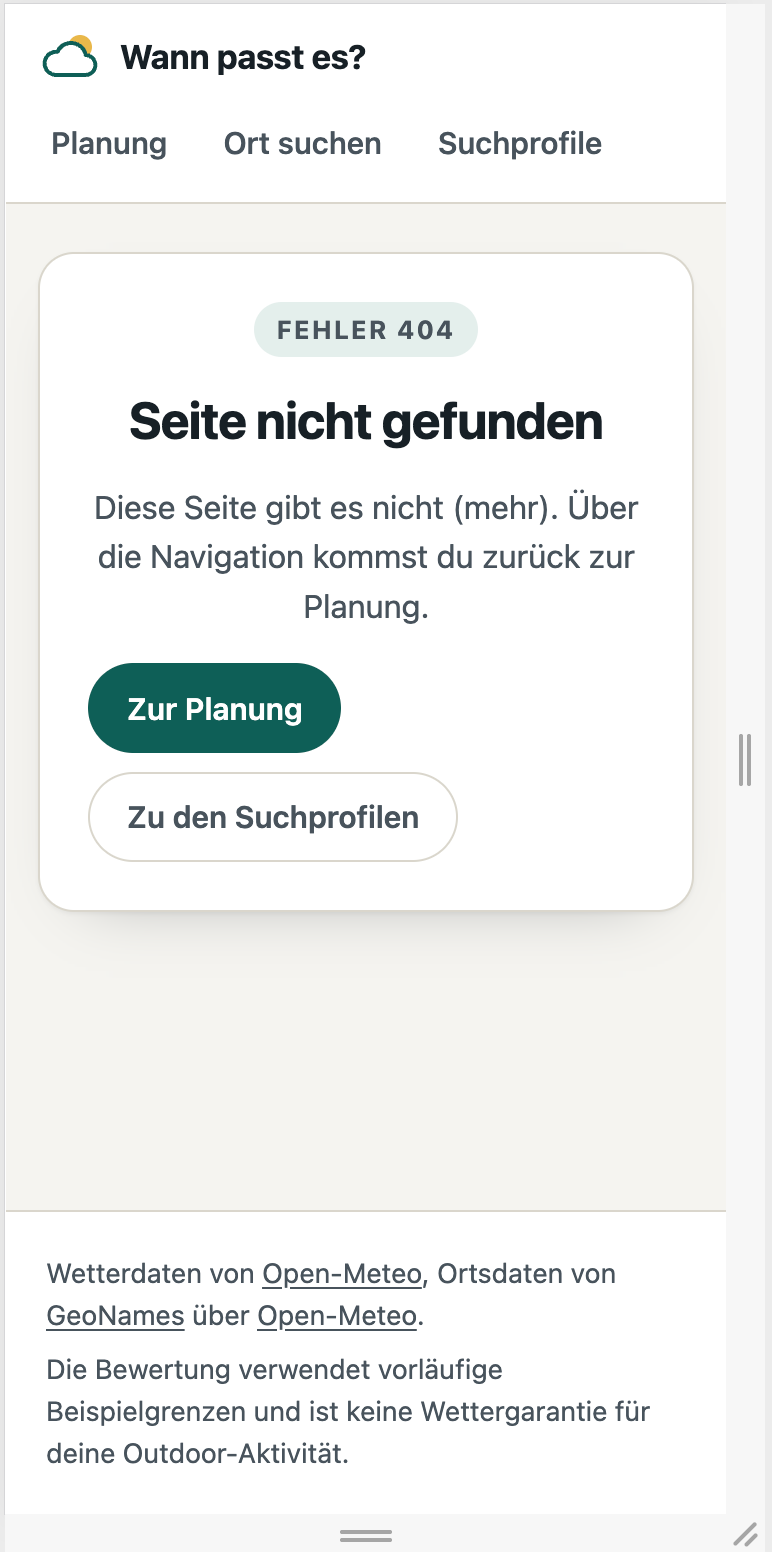 Wann passt es?
Planung Ort suchen Suchprofile
FEHLER 404
Seite nicht gefunden
Diese Seite gibt es nicht (mehr). Über
die Navigation kommst du zurück zur
Planung.
Zur Planung
Zu den Suchprofilen
Wetterdaten von Open-Meteo, Ortsdaten von
GeoNames über Open-Meteo.
Die Bewertung verwendet vorläufige
Beispielgrenzen und ist keine Wettergarantie für
deine Outdoor-Aktivität.